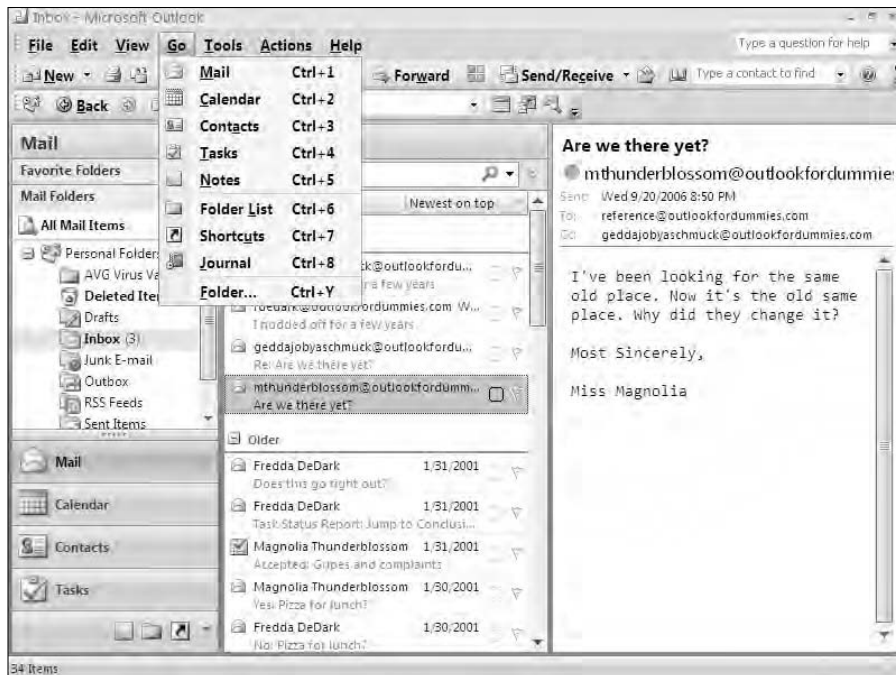 Inbox - Microsoft Outlook
File Edit View Go Tools Actions Help
Type a question for help
New
Forward
Send/Receive
Type a contact to find
Back
Mail Ctrl+1
Calendar Ctrl+2
Contacts Ctrl+3
Tasks Ctrl+4
Notes Ctrl+5
Folder List Ctrl+6
Shortcuts Ctrl+7
Journal Ctrl+8
Folder... Ctrl+Y
Mail
Favorite Folders
Mail Folders
All Mail Items
Personal Folders
AVG Virus Va
Deleted Ite
Drafts
Inbox (3)
Junk E-mail
Outbox
RSS Feeds
Sent Items
Mail
Calendar
Contacts
Tasks
Newest on top
ck@outlookfordu...
r a few years
@outlookfordummies.com W...
I nodded off for a few years
geddajobyaschmuck@outlookfordu...
Re: Are we there yet?
mthunderblossom@outlookfordumm...
Are we there yet?
Older
Fredda DeDark 1/31/2001
Does this go right out?
Fredda DeDark 1/31/2001
Task Status Report: Jump to Conclusi...
Magnolia Thunderblossom 1/31/2001
Accepted: Gripes and complaints
Magnolia Thunderblossom 1/30/2001
Yes: Pizza for lunch?
Fredda DeDark 1/30/2001
No: Pizza for lunch?
Are we there yet?
mthunderblossom@outlookfordummie
Sent: Wed 9/20/2006 8:50 PM
To: reference@outlookfordummies.com
Cc: geddajobyaschmuck@outlookfordummies.com
I've been looking for the same
old place. Now it's the old same
place. Why did they change it?
Most Sincerely,
Miss Magnolia
34 Items